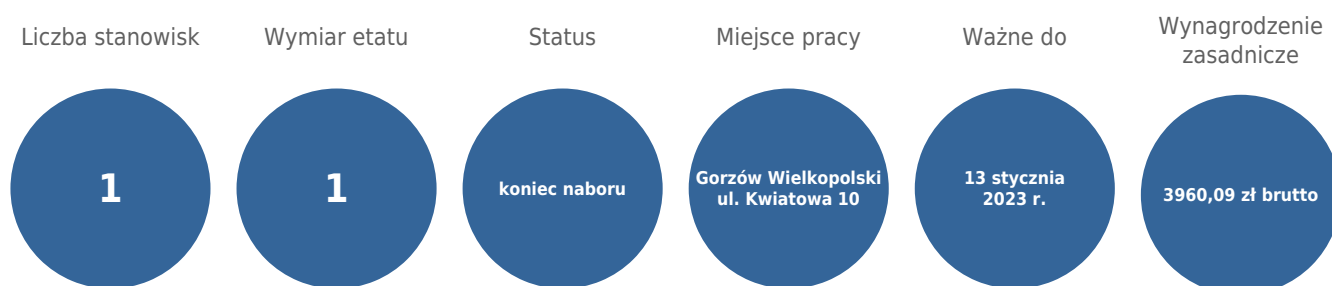 Liczba stanowisk
1
Wymiar etatu
1
Status
koniec naboru
Miejsce pracy
Gorzów Wielkopolski
ul. Kwiatowa 10
Ważne do
13 stycznia
2023 r.
Wynagrodzenie
zasadnicze
3960,09 zł brutto